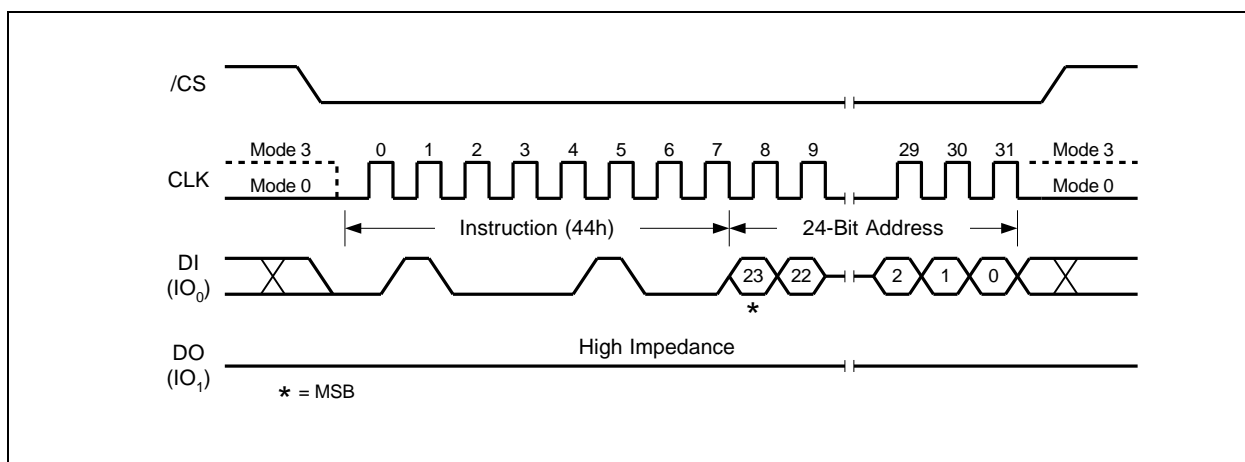 /CS
Mode 3 0 1 2 3 4 5 6 7 8 9 29 30 31 Mode 3
CLK
Mode 0 Mode 0
Instruction (44h) 24-Bit Address
DI
(IO₀)
23 22 2 1 0
*
High Impedance
DO
(IO₁)
* = MSB